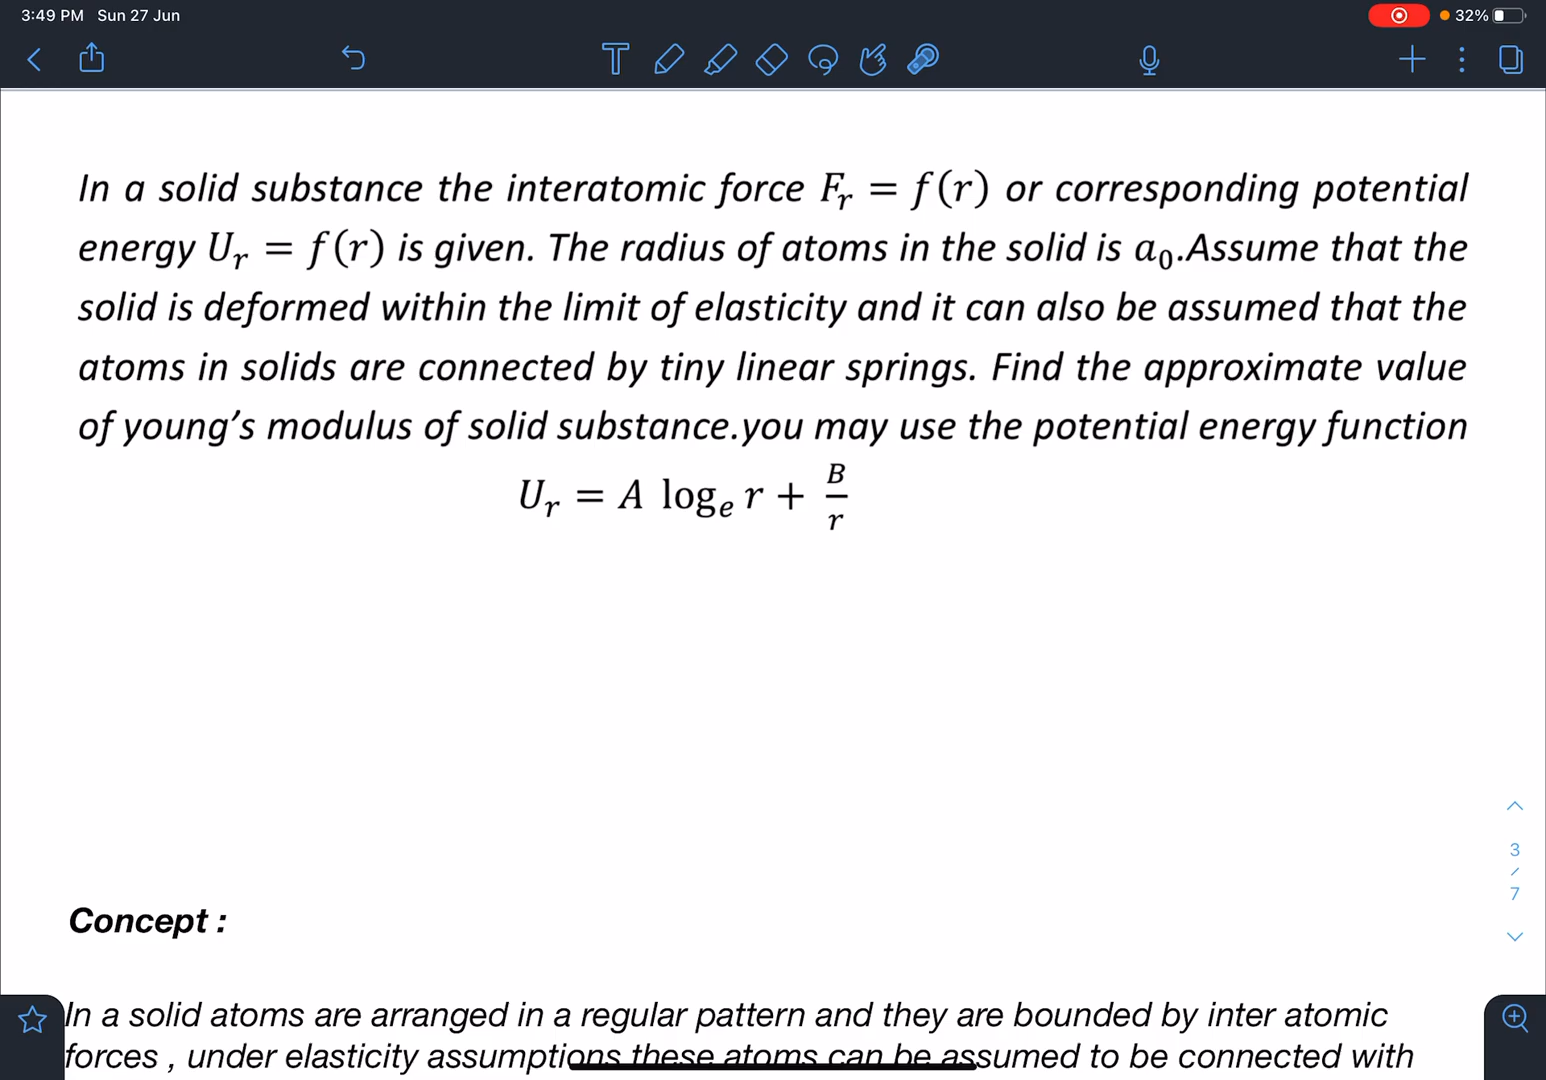 3:49 PM Sun 27 Jun
32%
In a solid substance the interatomic force Fᵣ = f(r) or corresponding potential
energy Uᵣ = f(r) is given. The radius of atoms in the solid is a₀.Assume that the
solid is deformed within the limit of elasticity and it can also be assumed that the
atoms in solids are connected by tiny linear springs. Find the approximate value
of young’s modulus of solid substance.you may use the potential energy function
Uᵣ = A logₑ r + B/r
3
/
7
Concept :
In a solid atoms are arranged in a regular pattern and they are bounded by inter atomic
forces , under elasticity assumptions these atoms can be assumed to be connected with